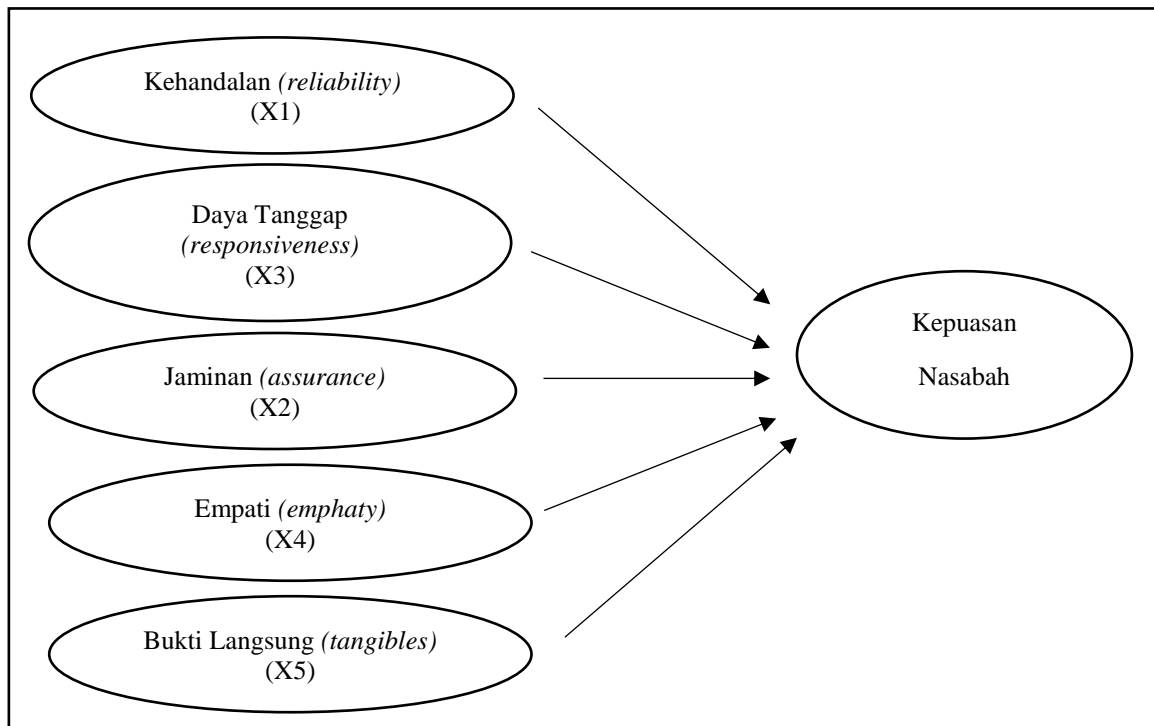 Kehandalan (reliability)
(X1)
Daya Tanggap
(responsiveness)
(X3)
Jaminan (assurance)
(X2)
Empati (emphaty)
(X4)
Bukti Langsung (tangibles)
(X5)
Kepuasan
Nasabah